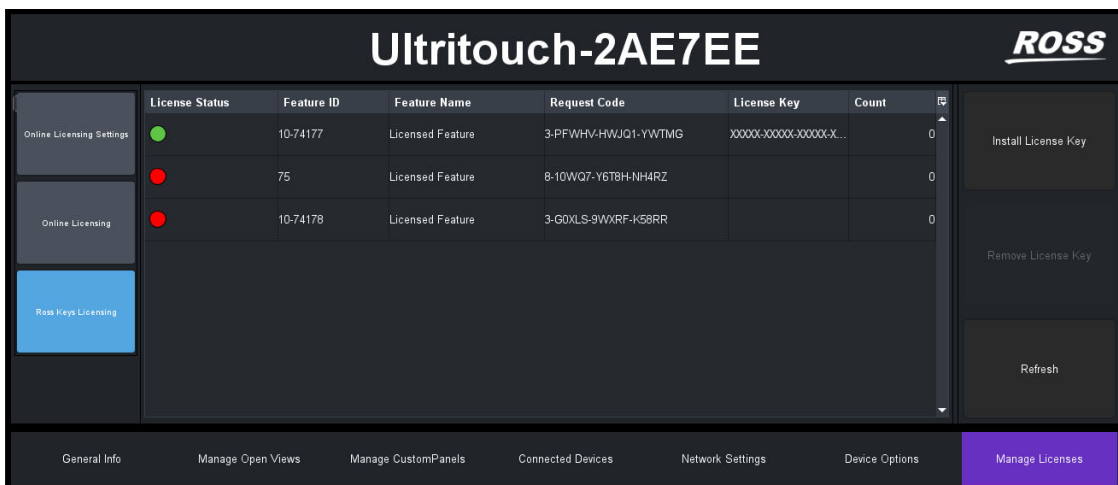 Ultritouch-2AE7EE
ROSS
Online Licensing Settings
Online Licensing
Ross Keys Licensing
License Status Feature ID Feature Name Request Code License Key Count
10-74177 Licensed Feature 3-PFWHV-HWJQ1-YWTMG XXXXX-XXXXX-XXXXX-X... 0
75 Licensed Feature 8-10WQ7-Y6T8H-NH4RZ 0
10-74178 Licensed Feature 3-G0XLS-9WXRF-K58RR 0
Install License Key
Remove License Key
Refresh
General Info Manage Open Views Manage CustomPanels Connected Devices Network Settings Device Options Manage Licenses